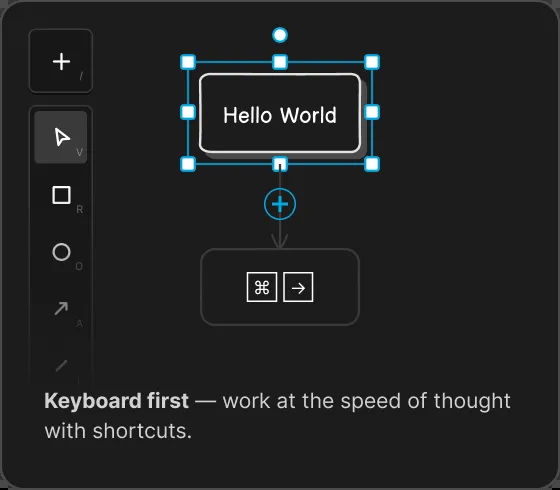 /
V
R
O
A
Hello World
⌘ →
Keyboard first — work at the speed of thought
with shortcuts.